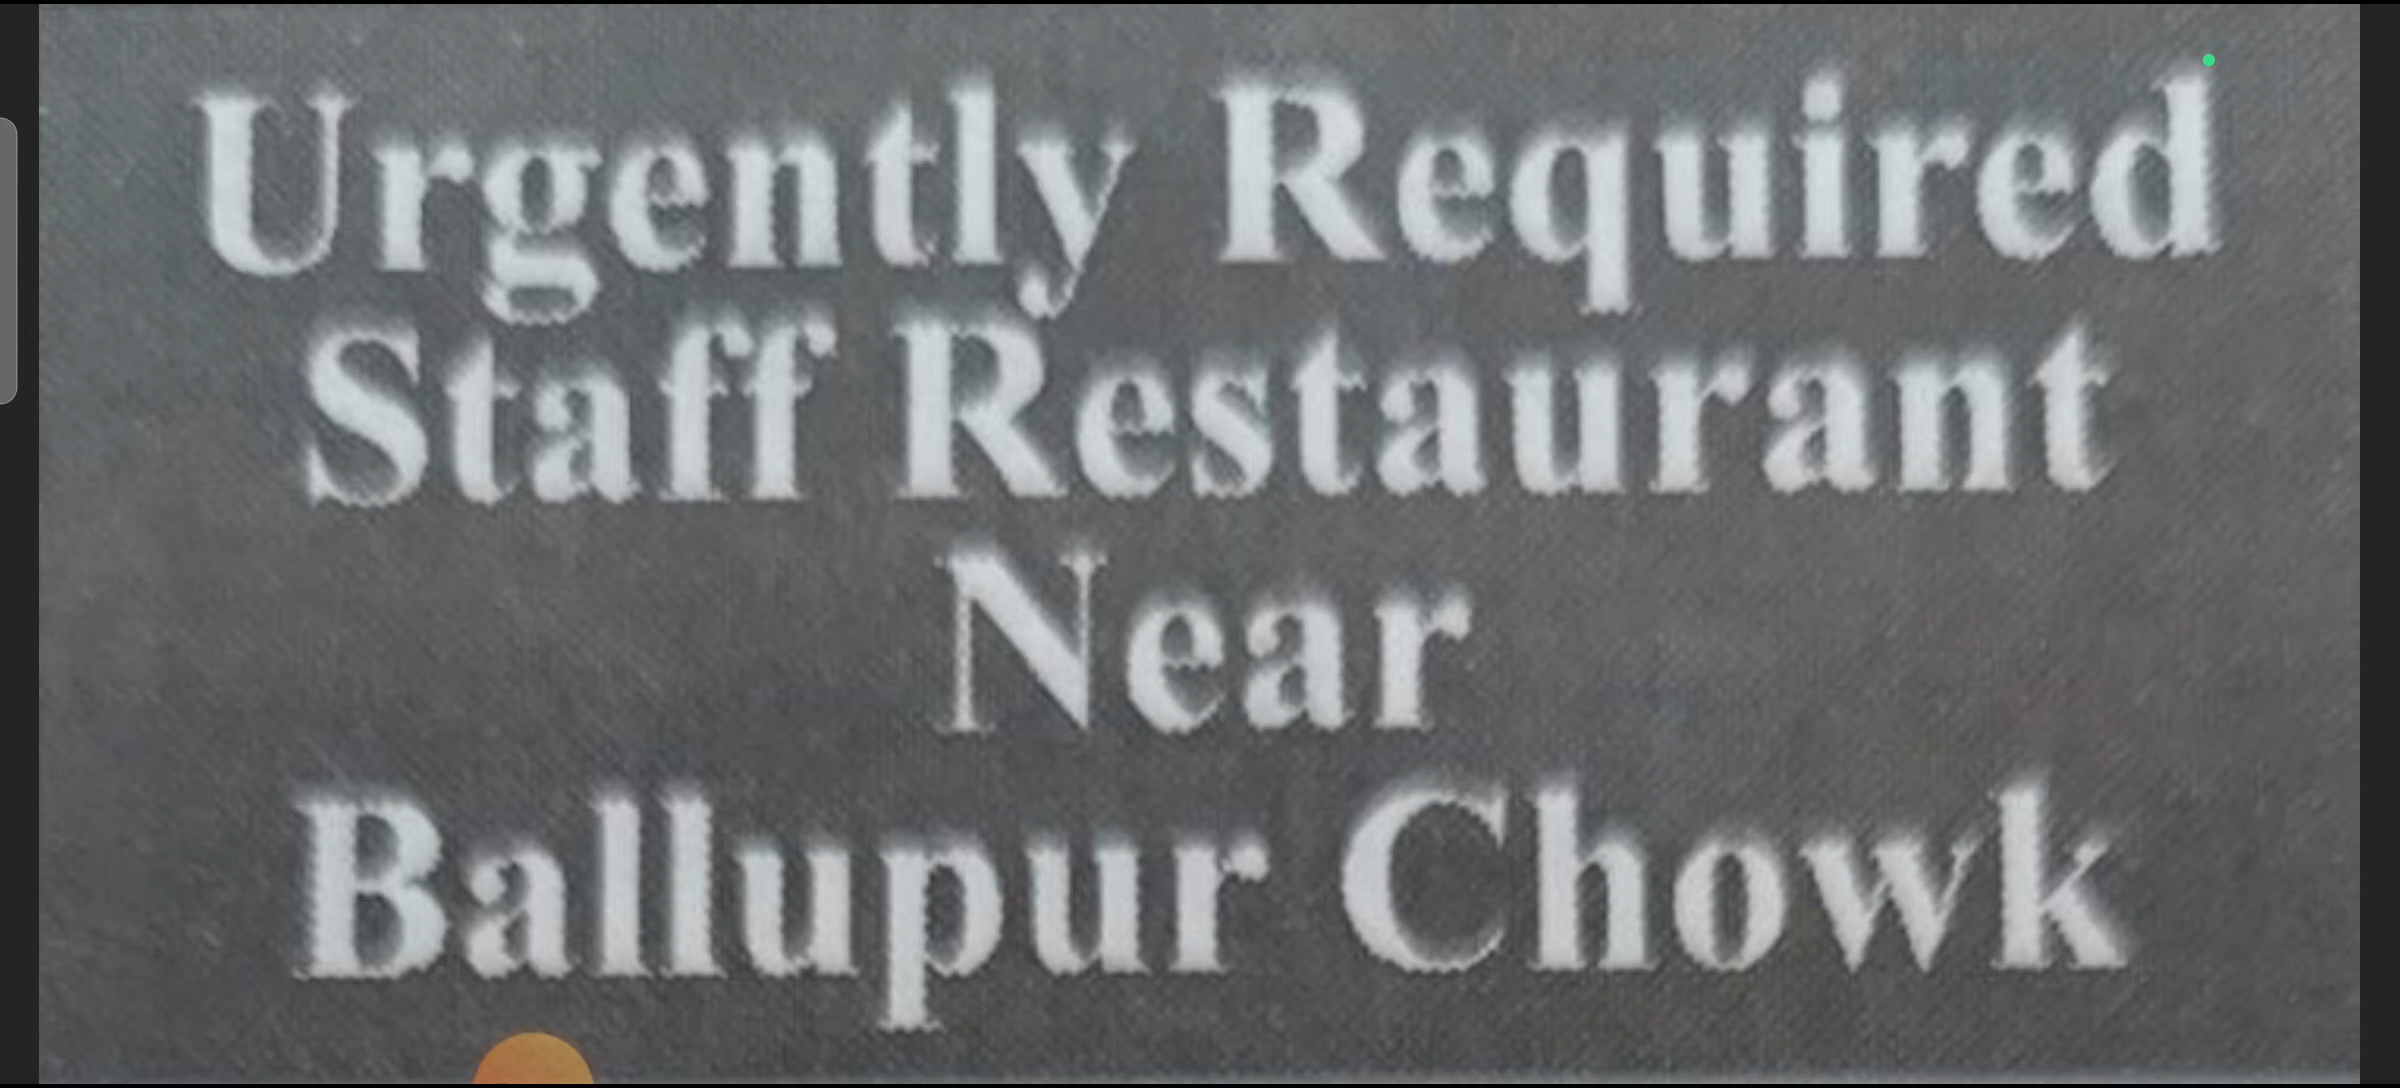 Urgently Required
Staff Restaurant
Near
Ballupur Chowk